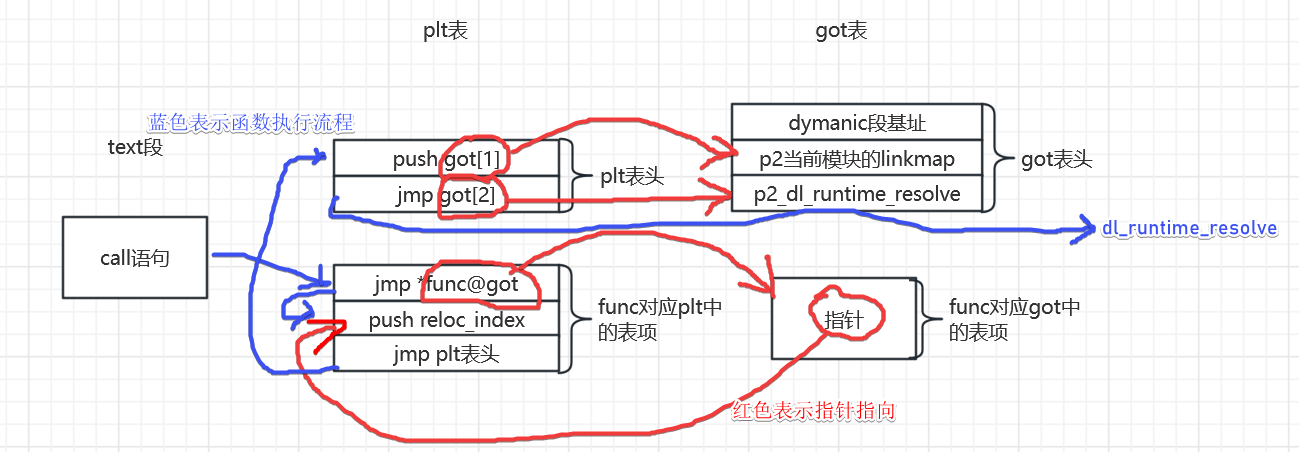 plt表
got表
蓝色表示函数执行流程
text段
push got[1]
jmp got[2]
plt表头
dymanic段基址
p2当前模块的linkmap
p2_dl_runtime_resolve
got表头
dl_runtime_resolve
call语句
jmp *func@got
push reloc_index
jmp plt表头
func对应plt中
的表项
指针
func对应got中
的表项
红色表示指针指向